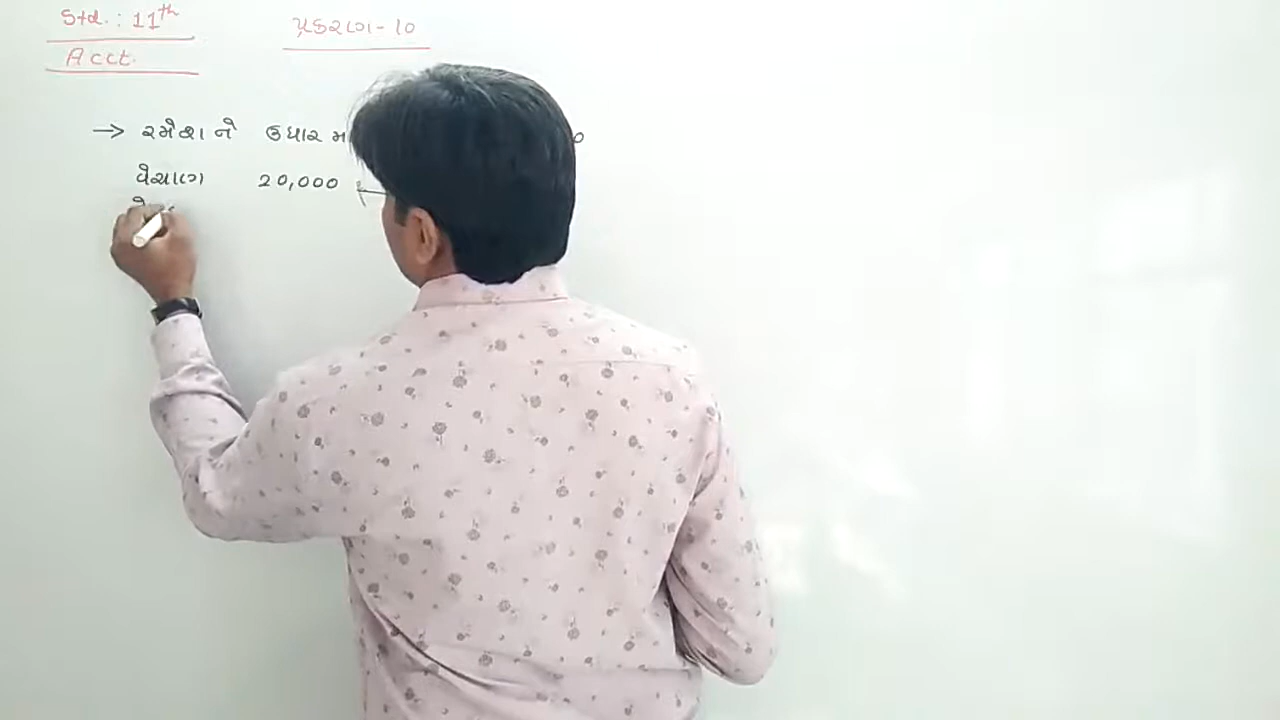 Std. : 11th
પ્રકરણ - 10
Acct.
→ રમેશ ને ઉધાર મ
વેચાણ 20,000